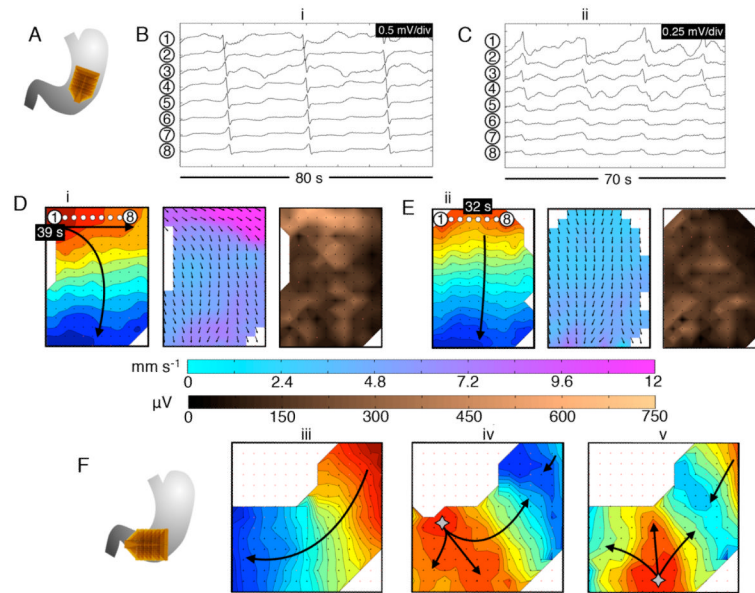 i
ii
A
B
C
0.5 mV/div
0.25 mV/div
1
2
3
4
5
6
7
8
1
2
3
4
5
6
7
8
80 s
70 s
D
i
E
ii
1
8
39 s
32 s
1
8
mm s⁻¹
0 2.4 4.8 7.2 9.6 12
µV
0 150 300 450 600 750
F
iii
iv
v